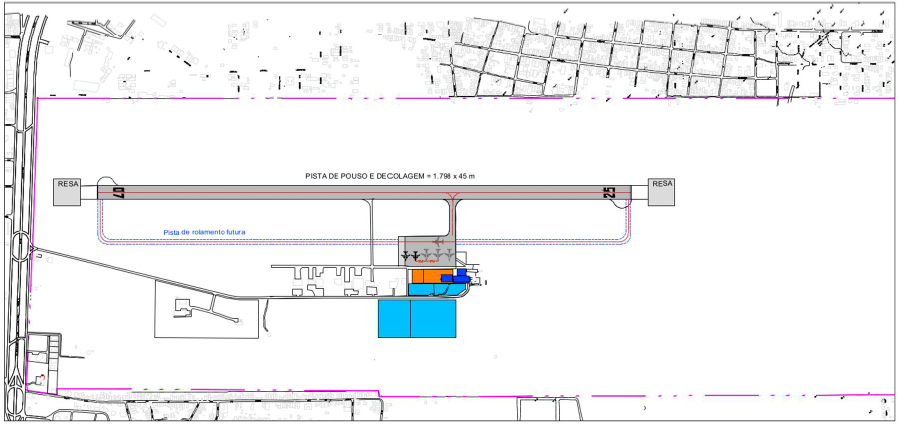 PISTA DE POUSO E DECOLAGEM = 1.798 x 45 m
RESA
07
25
RESA
Pista de rolamento futura